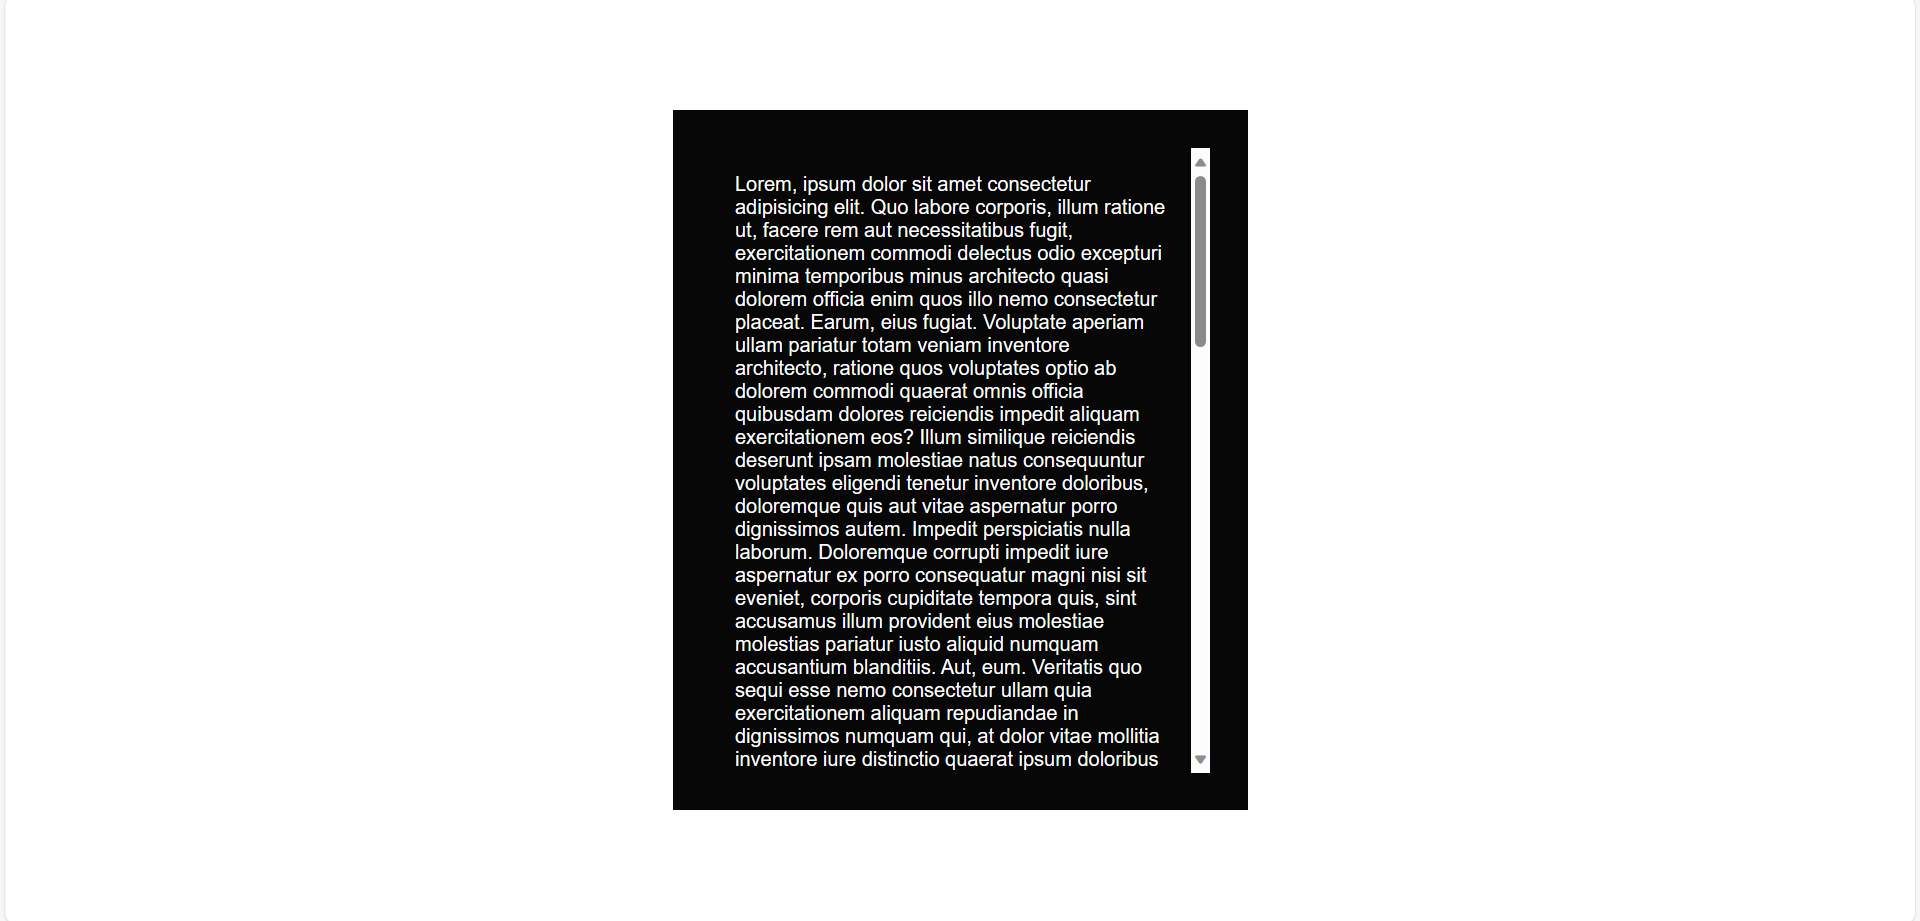 Lorem, ipsum dolor sit amet consectetur
adipisicing elit. Quo labore corporis, illum ratione
ut, facere rem aut necessitatibus fugit,
exercitationem commodi delectus odio excepturi
minima temporibus minus architecto quasi
dolorem officia enim quos illo nemo consectetur
placeat. Earum, eius fugiat. Voluptate aperiam
ullam pariatur totam veniam inventore
architecto, ratione quos voluptates optio ab
dolorem commodi quaerat omnis officia
quibusdam dolores reiciendis impedit aliquam
exercitationem eos? Illum similique reiciendis
deserunt ipsam molestiae natus consequuntur
voluptates eligendi tenetur inventore doloribus,
doloremque quis aut vitae aspernatur porro
dignissimos autem. Impedit perspiciatis nulla
laborum. Doloremque corrupti impedit iure
aspernatur ex porro consequatur magni nisi sit
eveniet, corporis cupiditate tempora quis, sint
accusamus illum provident eius molestiae
molestias pariatur iusto aliquid numquam
accusantium blanditiis. Aut, eum. Veritatis quo
sequi esse nemo consectetur ullam quia
exercitationem aliquam repudiandae in
dignissimos numquam qui, at dolor vitae mollitia
inventore iure distinctio quaerat ipsum doloribus